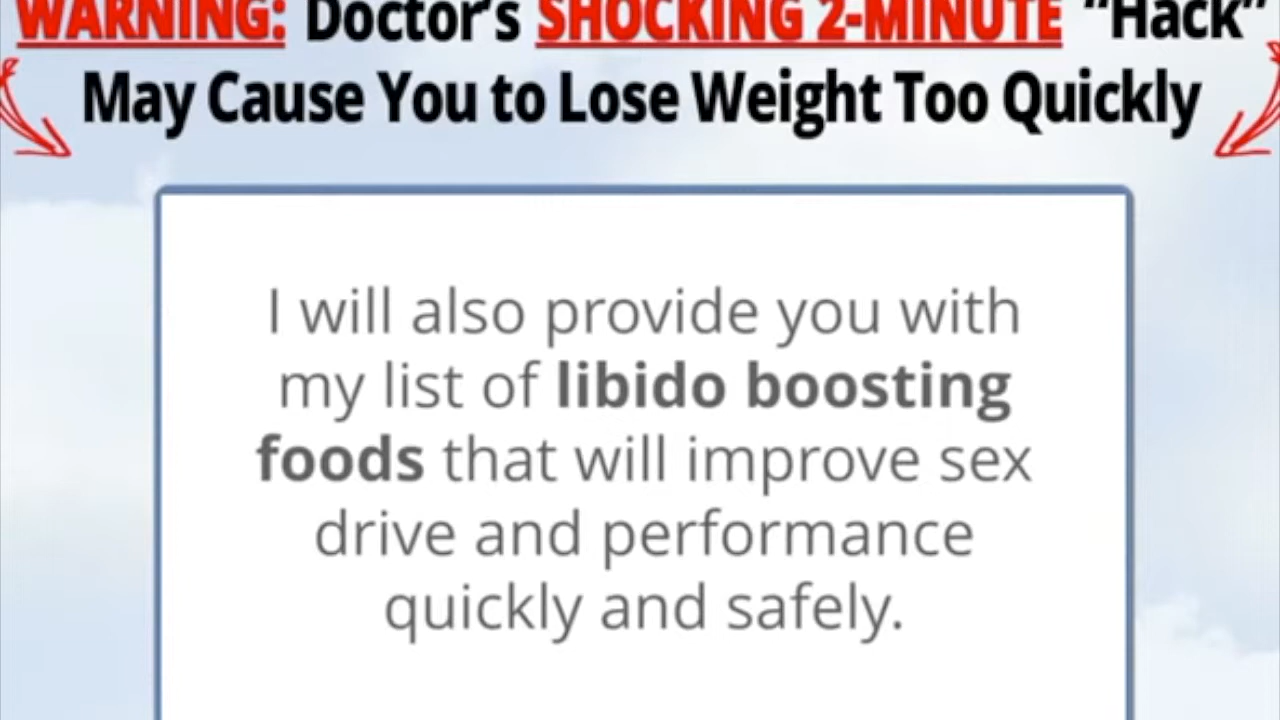 WARNING: Doctor's SHOCKING 2-MINUTE "Hack"
May Cause You to Lose Weight Too Quickly
I will also provide you with
my list of libido boosting
foods that will improve sex
drive and performance
quickly and safely.